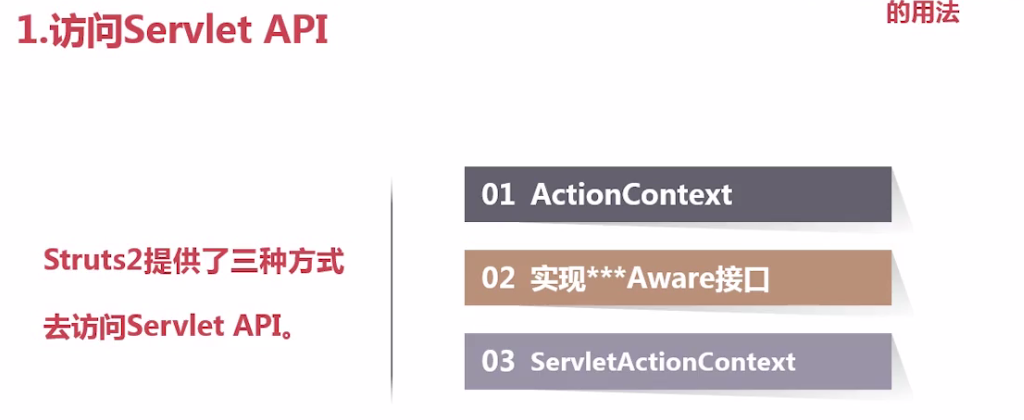 1.访问Servlet API
的用法
Struts2提供了三种方式
去访问Servlet API。
01 ActionContext
02 实现***Aware接口
03 ServletActionContext